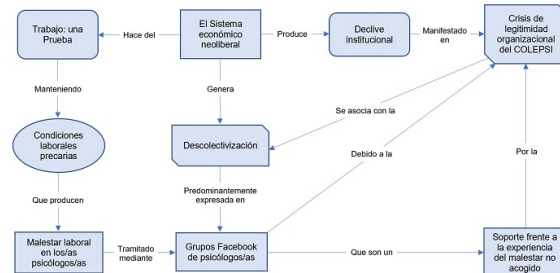 Trabajo: una
Prueba
Hace del
El Sistema
económico
neoliberal
Produce
Declive
institucional
Manifestado
en
Crisis de
legitimidad
organizacional
del COLEPSI
Manteniendo
Genera
Se asocia con la
Condiciones
laborales
precarias
Descolectivización
Debido a la
Por la
Que producen
Predominantemente
expresada en
Malestar laboral
en los/as
psicólogos/as
Tramitado
mediante
Grupos Facebook
de psicólogos/as
Que son un
Soporte frente a
la experiencia
del malestar no
acogido